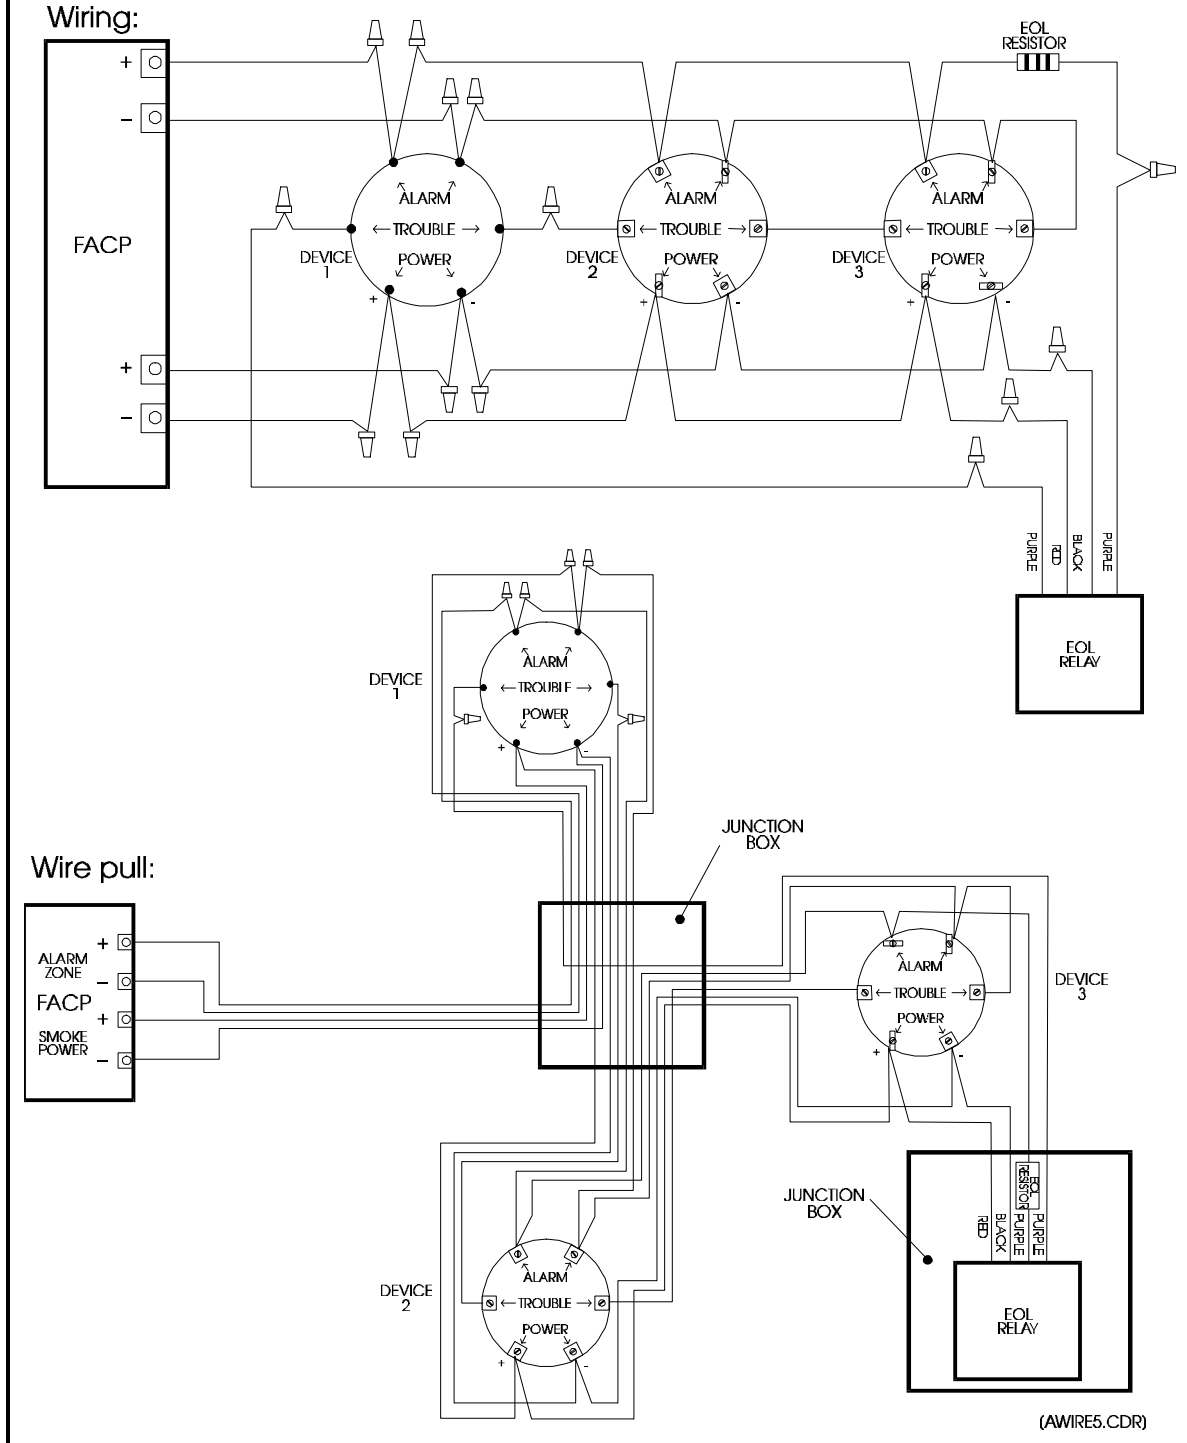 Wiring:
EOL
RESISTOR
+
−
FACP
+
−
ALARM
TROUBLE
POWER
DEVICE
1
+
-
ALARM
TROUBLE
POWER
DEVICE
2
+
-
ALARM
TROUBLE
POWER
DEVICE
3
+
-
PURPLE
RED
BLACK
PURPLE
EOL
RELAY
ALARM
TROUBLE
POWER
DEVICE
1
+
-
JUNCTION
BOX
Wire pull:
ALARM
ZONE
FACP
SMOKE
POWER
+
−
+
−
ALARM
TROUBLE
POWER
DEVICE
3
+
-
JUNCTION
BOX
EOL
RESISTOR
RED
BLACK
PURPLE
PURPLE
EOL
RELAY
ALARM
TROUBLE
POWER
DEVICE
2
+
-
(AWIRE5.CDR)